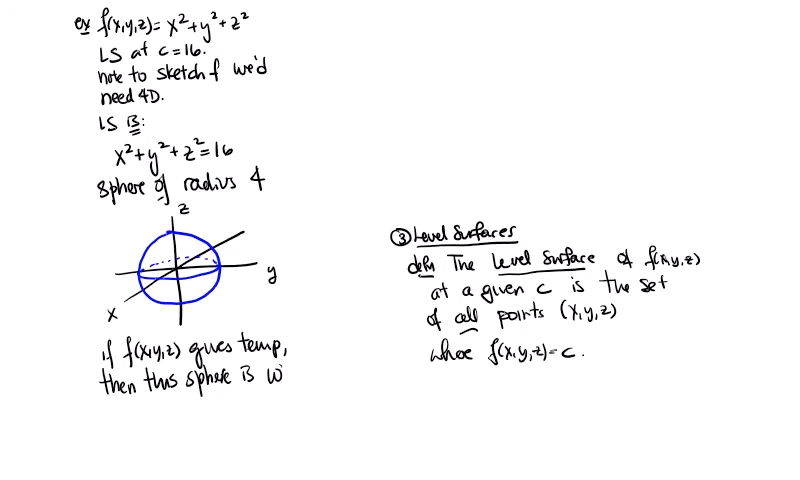 ex f(x,y,z)= x²+y²+z²
LS at c=16.
note to sketch f we'd
need 4D.
LS is:
x²+y²+z²=16
sphere of radius 4
z
y
x
if f(x,y,z) gives temp,
then this sphere is w
③ Level Surfaces
defn The level surface of f(x,y,z)
at a given c is the set
of all points (x,y,z)
where f(x,y,z)=c.